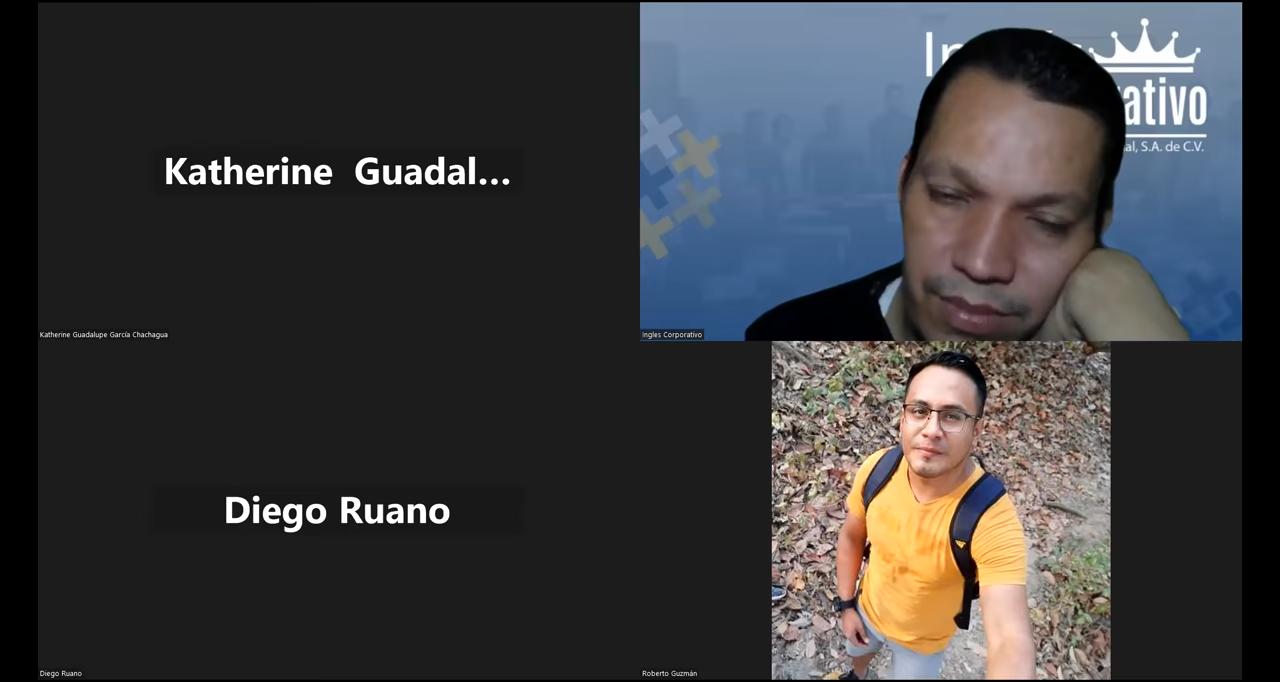 Katherine Guadal...
Katherine Guadalupe García Chachagua
ativo
al, S.A. de C.V.
Ingles Corporativo
Diego Ruano
Diego Ruano
Roberto Guzmán